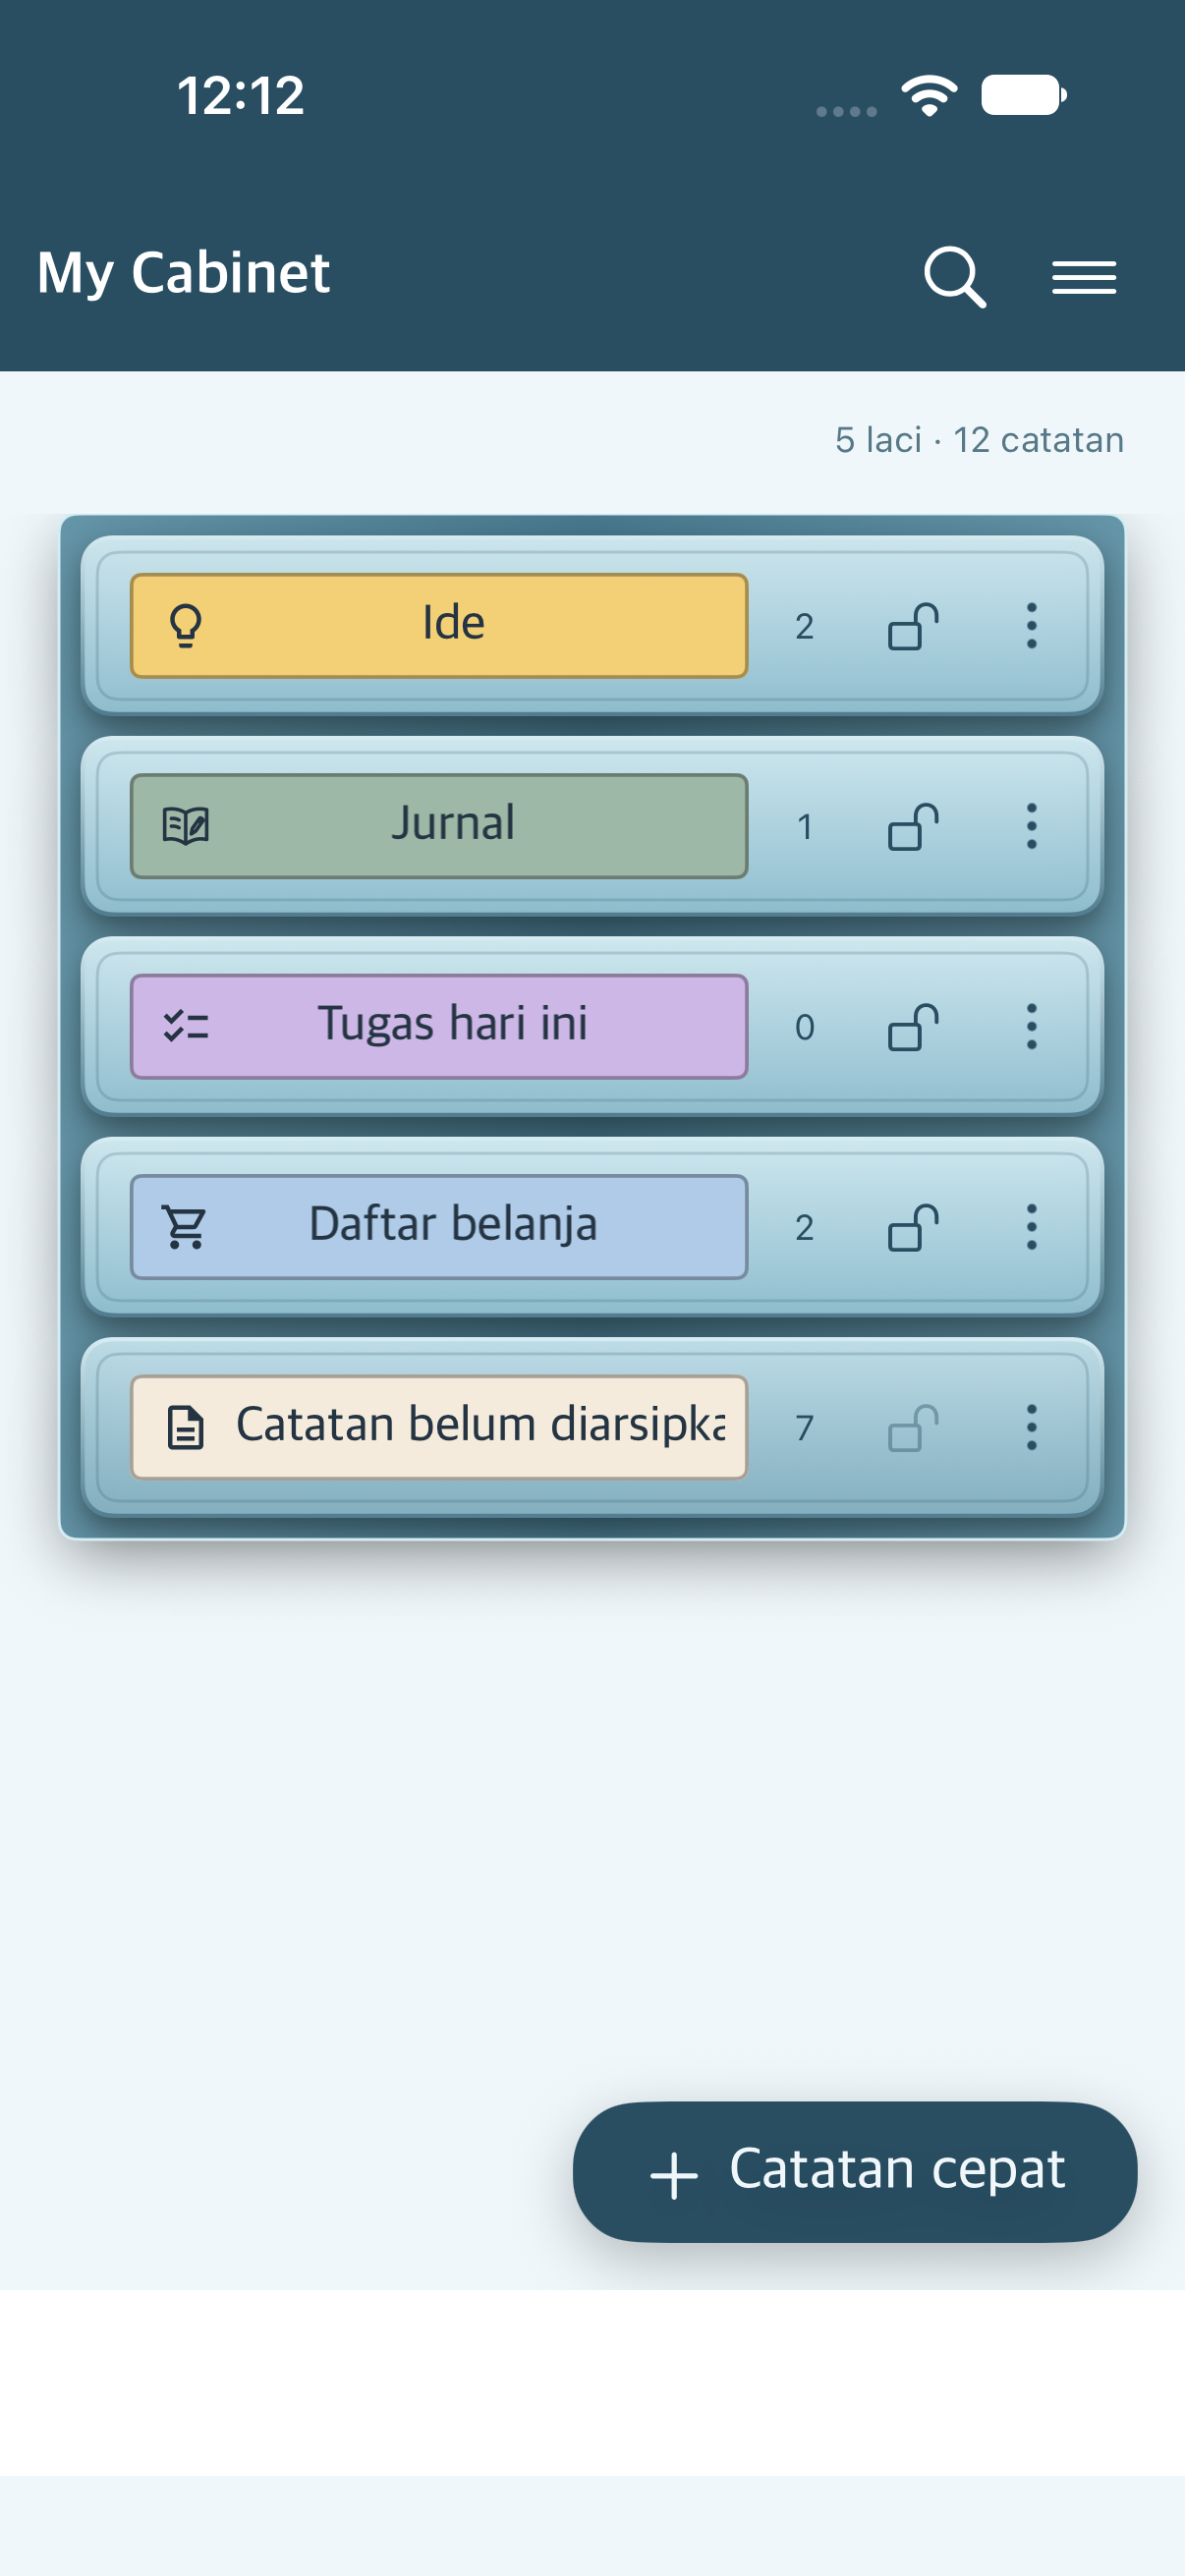 12:12
My Cabinet
5 laci · 12 catatan
Ide 2
Jurnal 1
Tugas hari ini 0
Daftar belanja 2
Catatan belum diarsipka 7
+ Catatan cepat